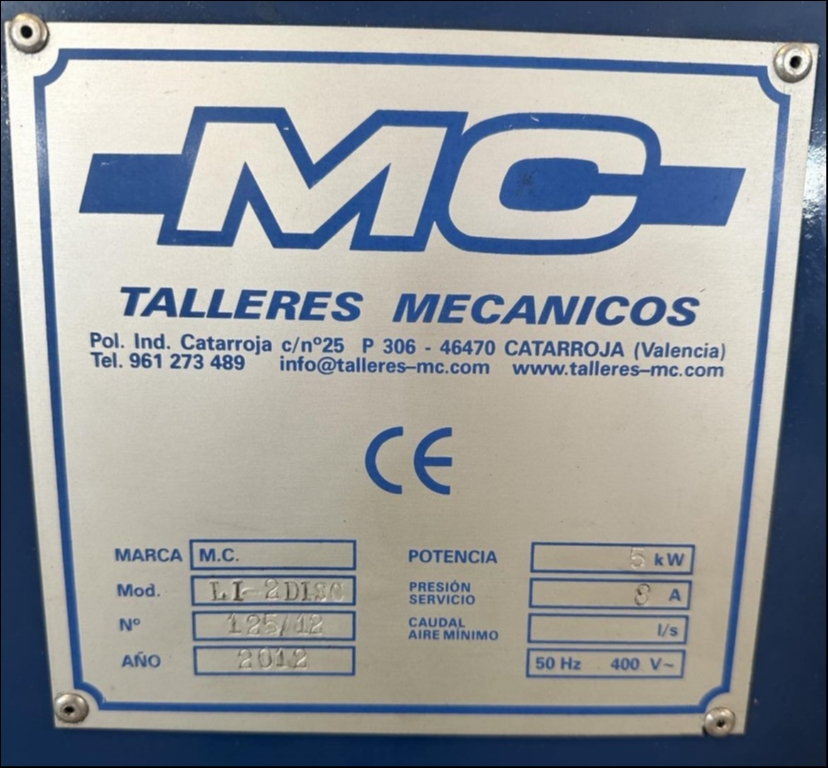 MC
TALLERES MECANICOS
Pol. Ind. Catarroja c/nº25 P 306 - 46470 CATARROJA (Valencia)
Tel. 961 273 489 info@talleres-mc.com www.talleres-mc.com
CE
MARCA M.C.
Mod. LI-2DISC
Nº 125/12
AÑO 2012
POTENCIA 5 kW
PRESIÓN
SERVICIO 8 A
CAUDAL
AIRE MÍNIMO l/s
50 Hz 400 V~